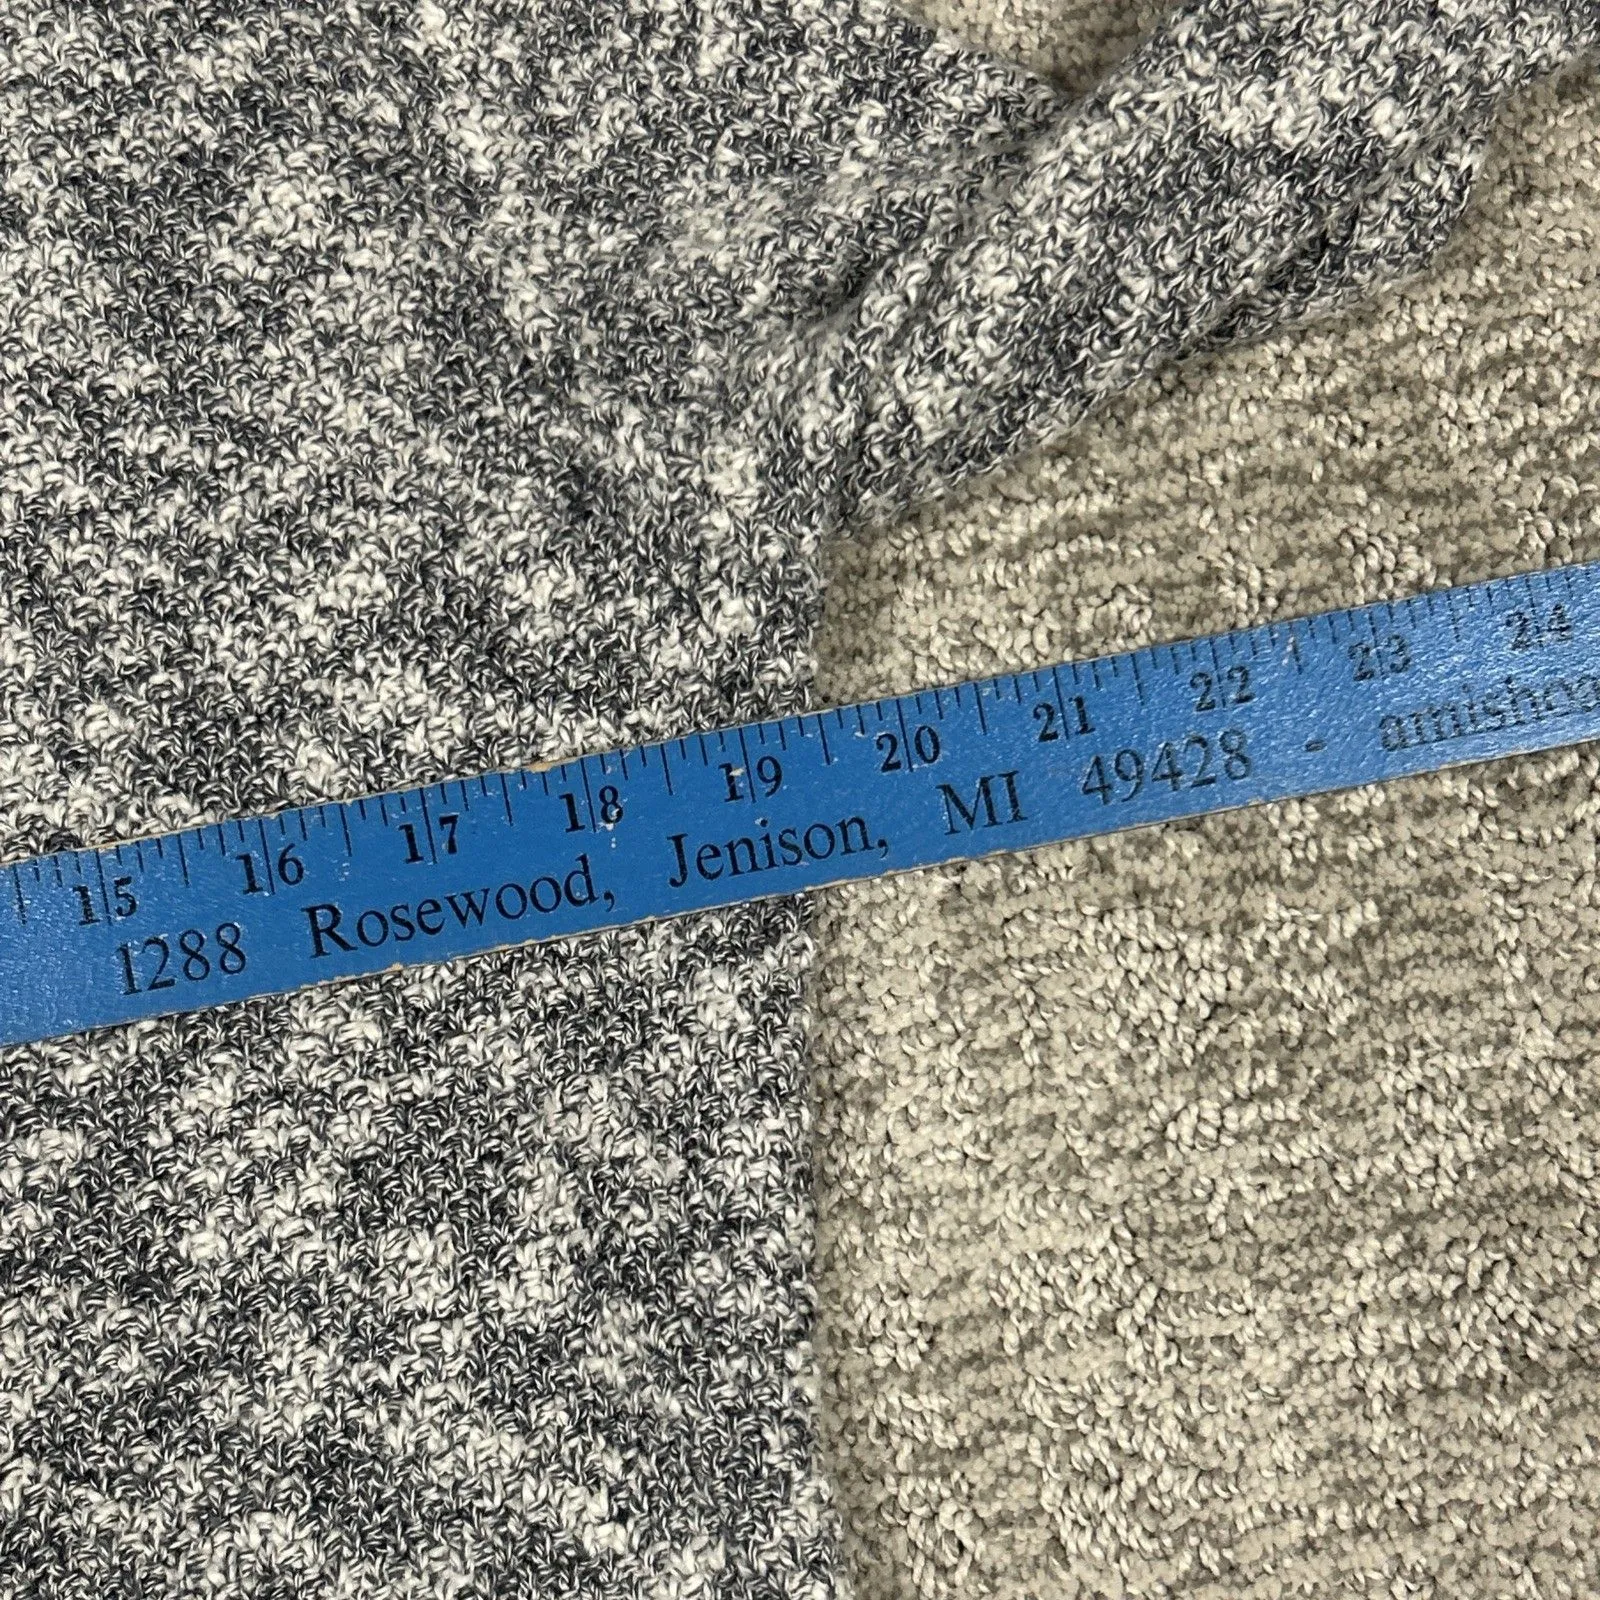 15 16 17 18 19 20 21 22 23 24
1288 Rosewood, Jenison, MI 49428 -